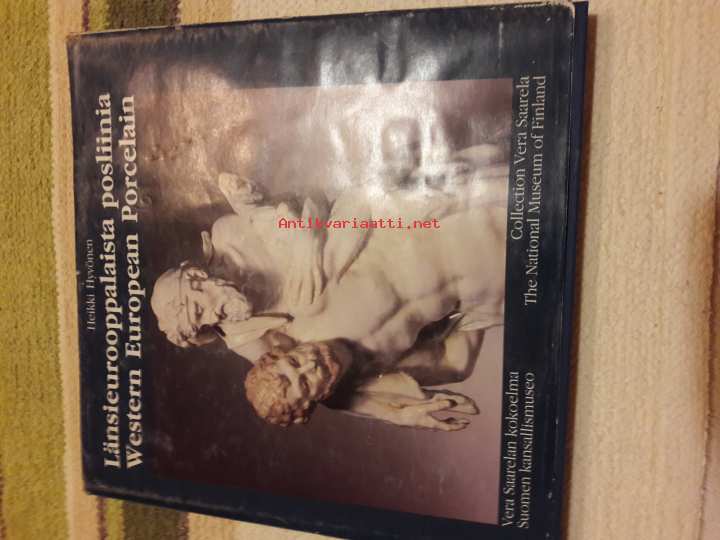 Heikki Hyvönen
Länsieurooppalaista posliinia
Western European Porcelain
Antikvariaatti.net
Vera Saarelan kokoelma
Suomen kansallismuseo
Collection Vera Saarela
The National Museum of Finland